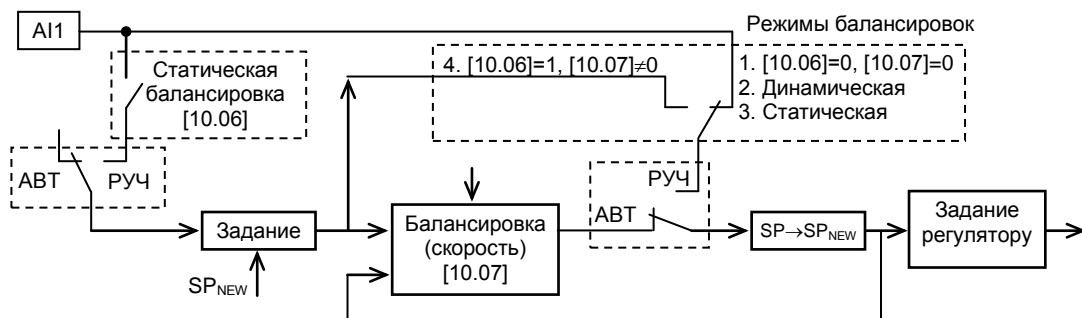 AI1
Режимы балансировок
Статическая
балансировка
[10.06]
4. [10.06]=1, [10.07]≠0
1. [10.06]=0, [10.07]=0
2. Динамическая
3. Статическая
АВТ
РУЧ
РУЧ
АВТ
Задание
SPNEW
Балансировка
(скорость)
[10.07]
SP→SPNEW
Задание
регулятору